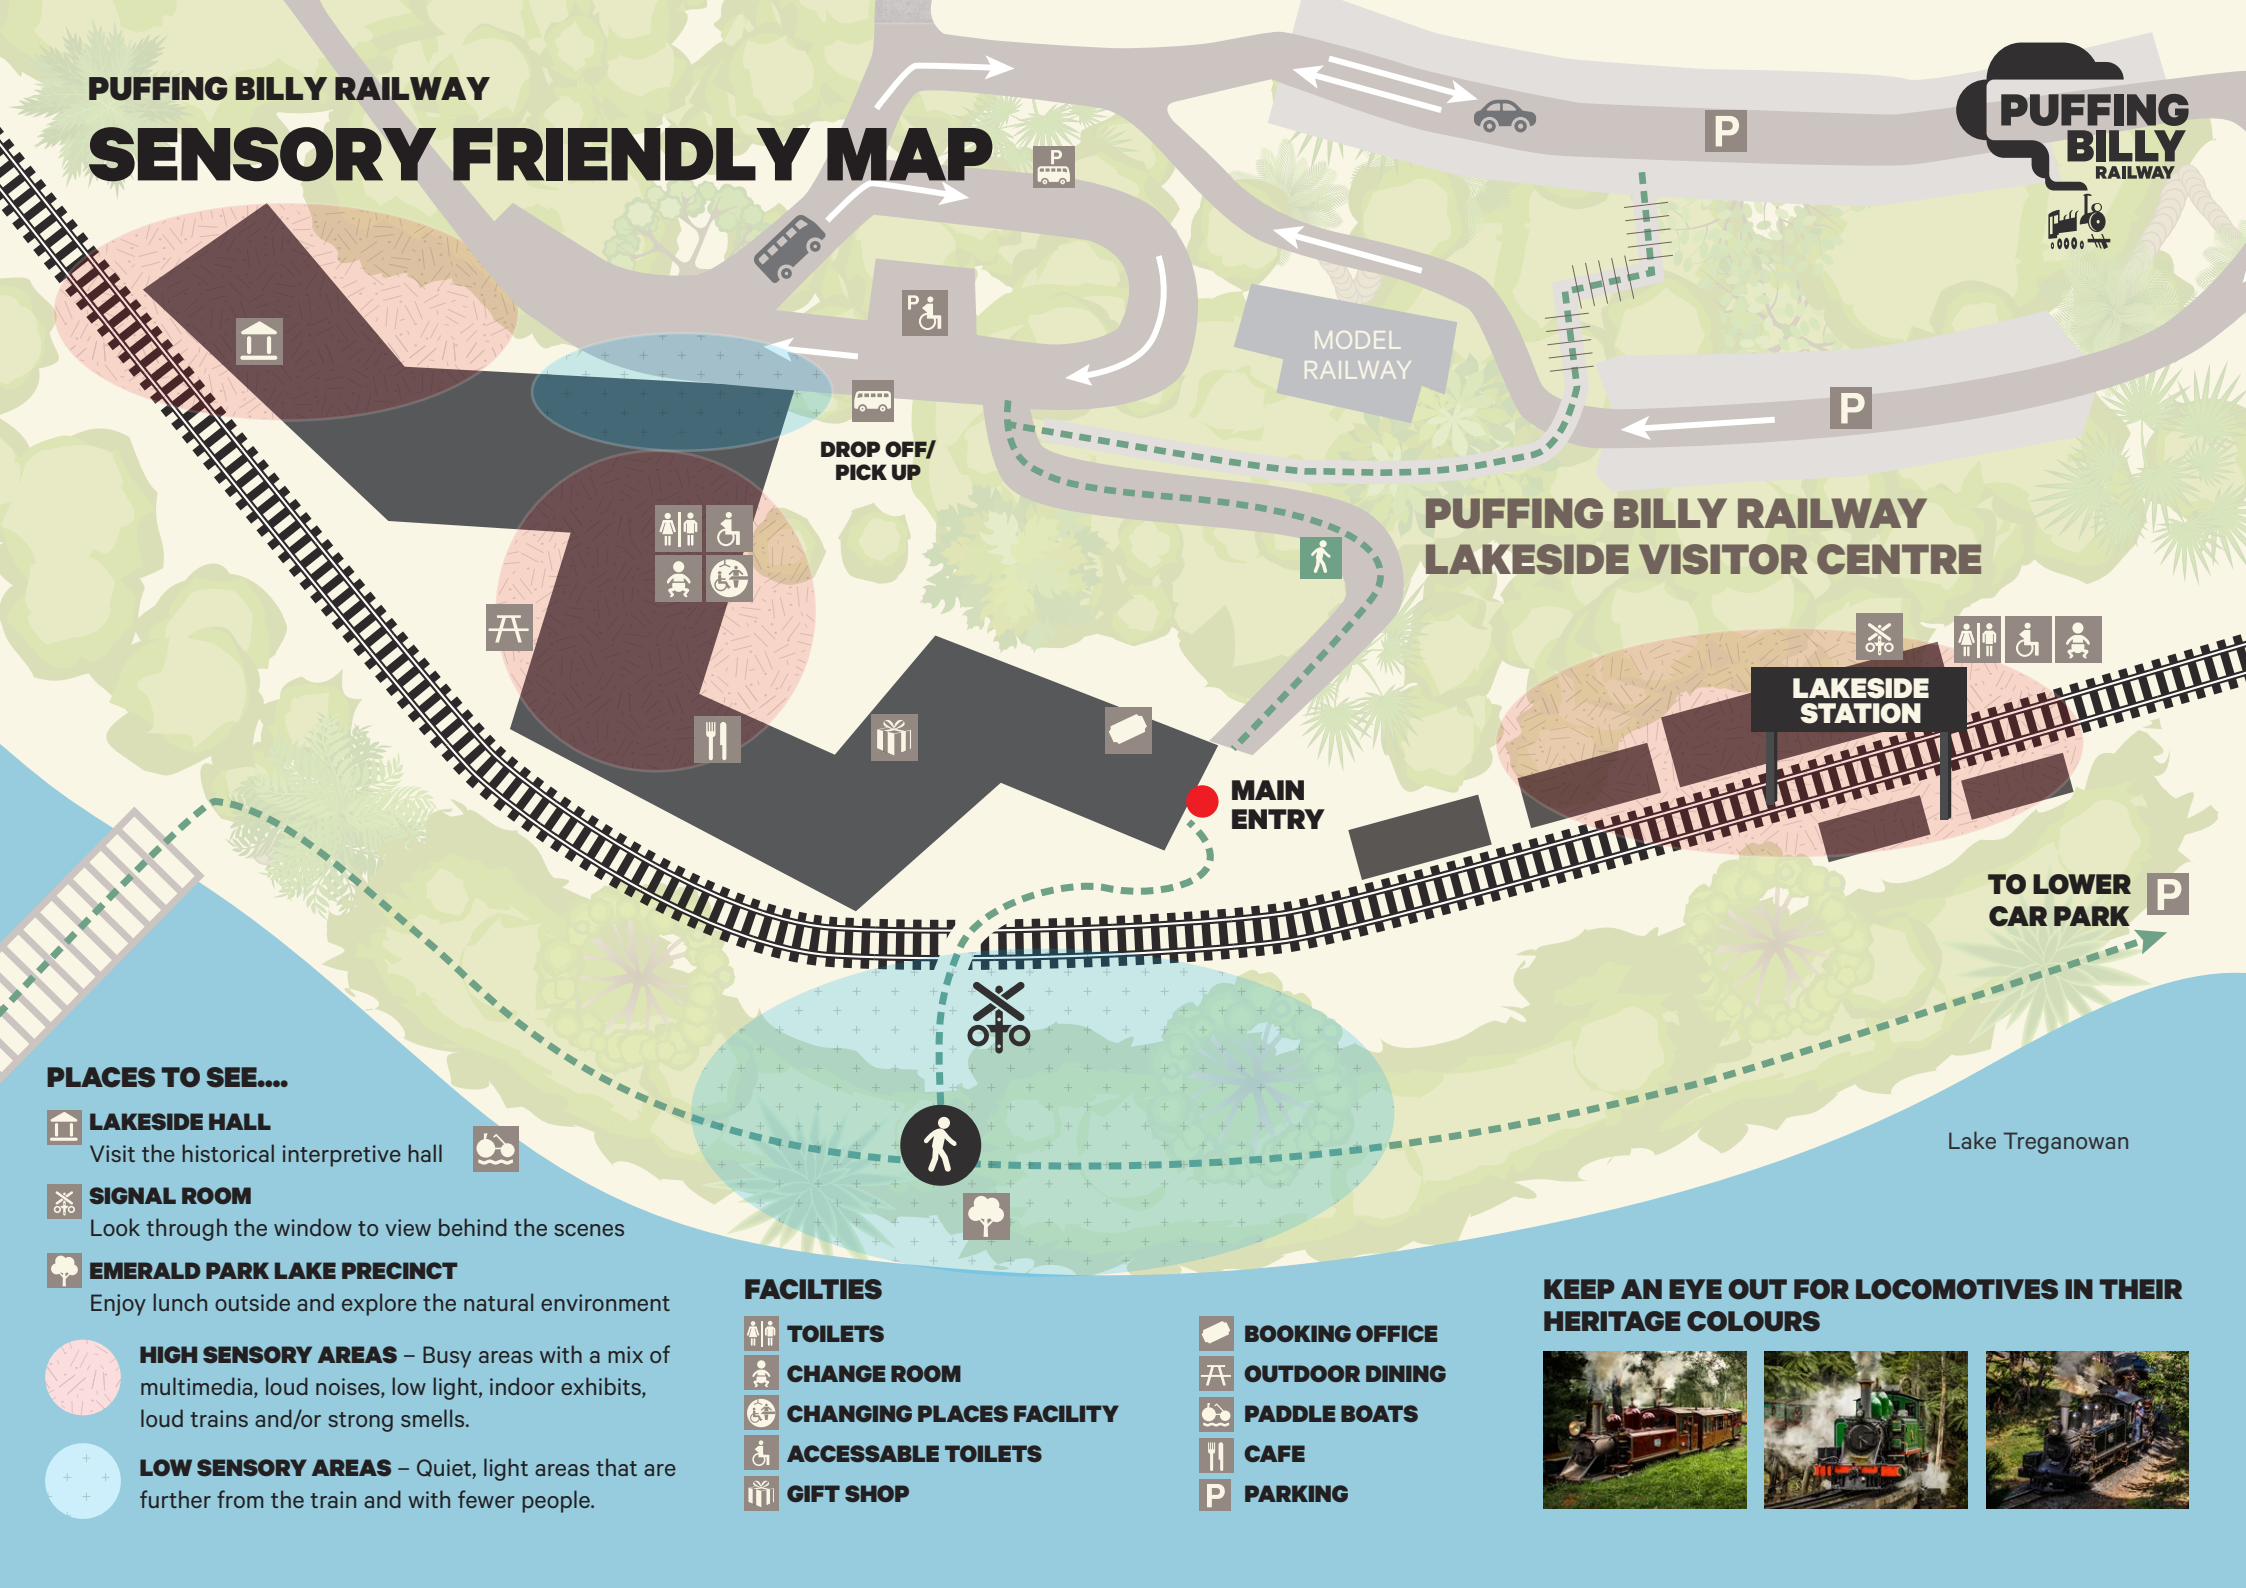 PUFFING BILLY RAILWAY
SENSORY FRIENDLY MAP
PUFFING
BILLY
RAILWAY
P
P
P
MODEL
RAILWAY
P
DROP OFF/
PICK UP
PUFFING BILLY RAILWAY
LAKESIDE VISITOR CENTRE
LAKESIDE
STATION
MAIN
ENTRY
TO LOWER
CAR PARK
P
Lake Treganowan
PLACES TO SEE....
LAKESIDE HALL
Visit the historical interpretive hall
SIGNAL ROOM
Look through the window to view behind the scenes
EMERALD PARK LAKE PRECINCT
Enjoy lunch outside and explore the natural environment
HIGH SENSORY AREAS – Busy areas with a mix of
multimedia, loud noises, low light, indoor exhibits,
loud trains and/or strong smells.
LOW SENSORY AREAS – Quiet, light areas that are
further from the train and with fewer people.
FACILTIES
TOILETS
CHANGE ROOM
CHANGING PLACES FACILITY
ACCESSABLE TOILETS
GIFT SHOP
BOOKING OFFICE
OUTDOOR DINING
PADDLE BOATS
CAFE
P PARKING
KEEP AN EYE OUT FOR LOCOMOTIVES IN THEIR
HERITAGE COLOURS